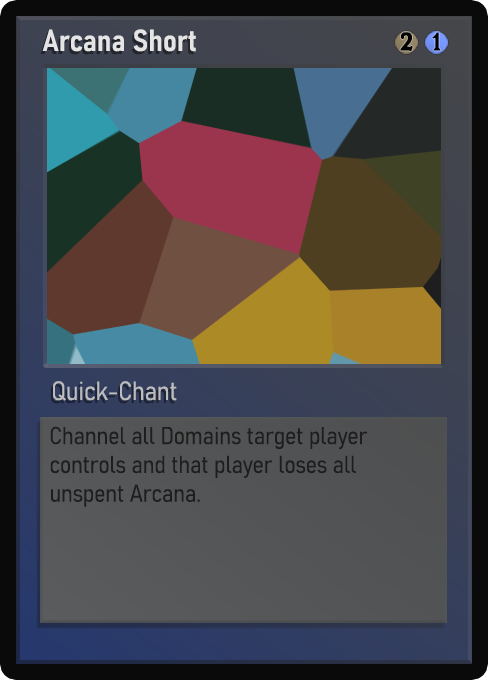 Arcana Short 2 1
Quick-Chant
Channel all Domains target player
controls and that player loses all
unspent Arcana.